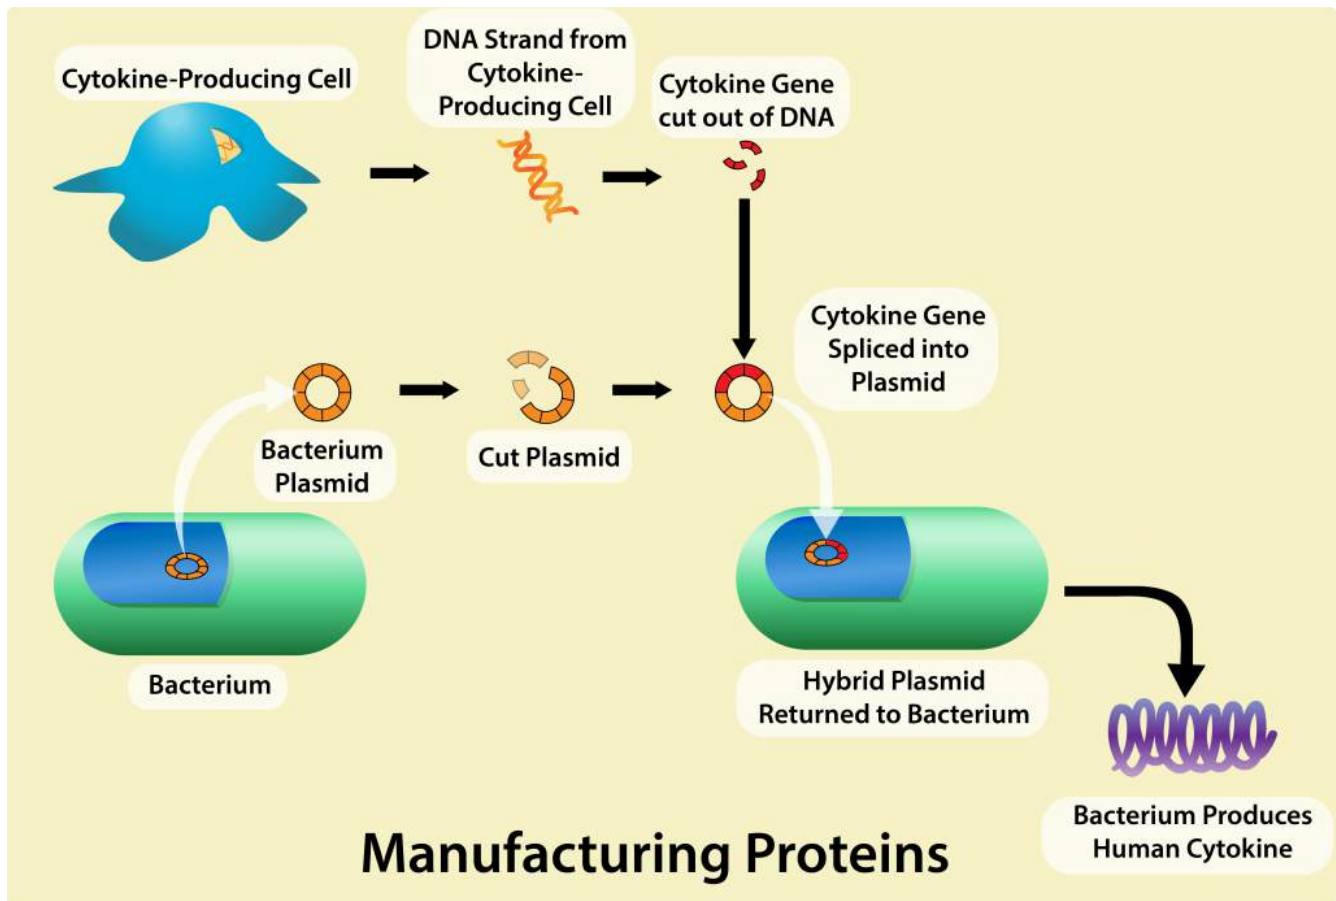 Cytokine-Producing Cell
DNA Strand from
Cytokine-
Producing Cell
Cytokine Gene
cut out of DNA
Cytokine Gene
Spliced into
Plasmid
Bacterium
Plasmid
Cut Plasmid
Bacterium
Hybrid Plasmid
Returned to Bacterium
Bacterium Produces
Human Cytokine
Manufacturing Proteins